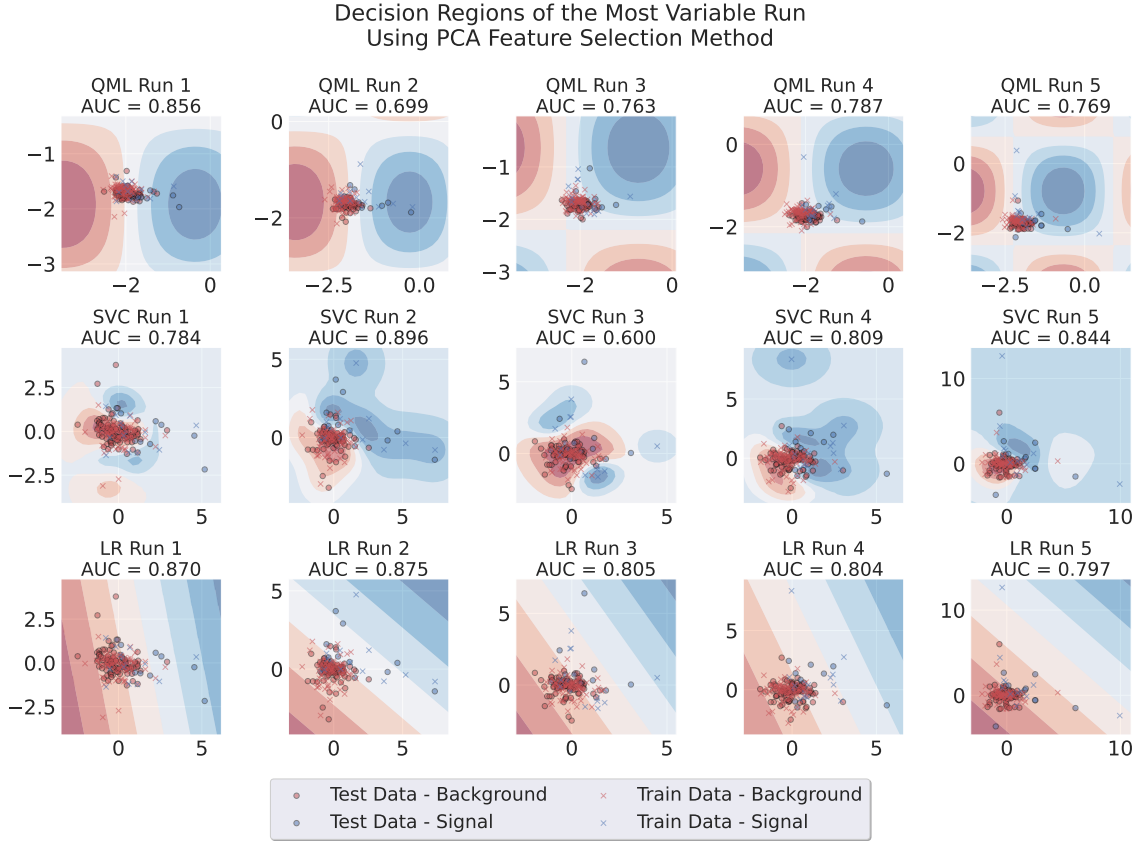 Decision Regions of the Most Variable Run
Using PCA Feature Selection Method
QML Run 1
AUC = 0.856
QML Run 2
AUC = 0.699
QML Run 3
AUC = 0.763
QML Run 4
AUC = 0.787
QML Run 5
AUC = 0.769
−1
−2
−3
−2
0
0
−2
−2.5
0.0
−1
−2
−3
−2
0
0
−2
−2
0
0
−2
−2.5
0.0
SVC Run 1
AUC = 0.784
SVC Run 2
AUC = 0.896
SVC Run 3
AUC = 0.600
SVC Run 4
AUC = 0.809
SVC Run 5
AUC = 0.844
2.5
0.0
−2.5
0
5
5
0
0
5
5
0
0
5
5
0
0
5
10
0
0
10
LR Run 1
AUC = 0.870
LR Run 2
AUC = 0.875
LR Run 3
AUC = 0.805
LR Run 4
AUC = 0.804
LR Run 5
AUC = 0.797
2.5
0.0
−2.5
0
5
5
0
0
5
5
0
0
5
5
0
0
5
10
0
0
10
Test Data - Background
Test Data - Signal
Train Data - Background
Train Data - Signal